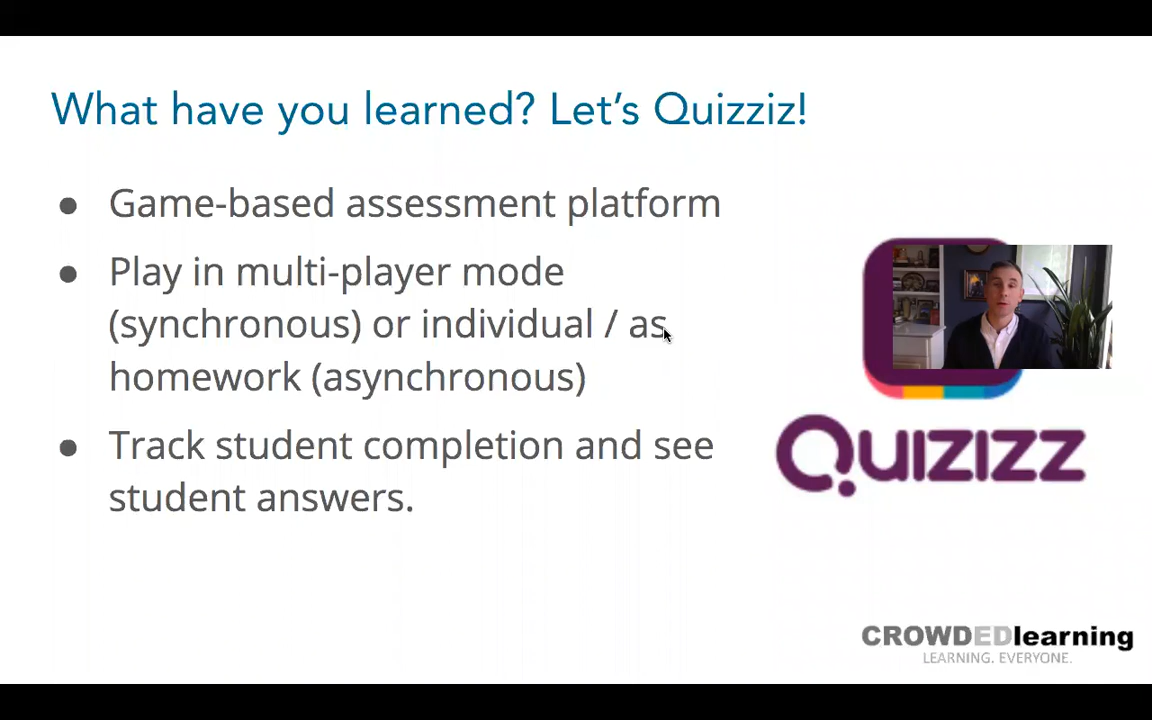 What have you learned? Let's Quizziz!
● Game-based assessment platform
● Play in multi-player mode
(synchronous) or individual / as
homework (asynchronous)
● Track student completion and see
student answers.
Quizizz
CROWDEDlearning
LEARNING. EVERYONE.